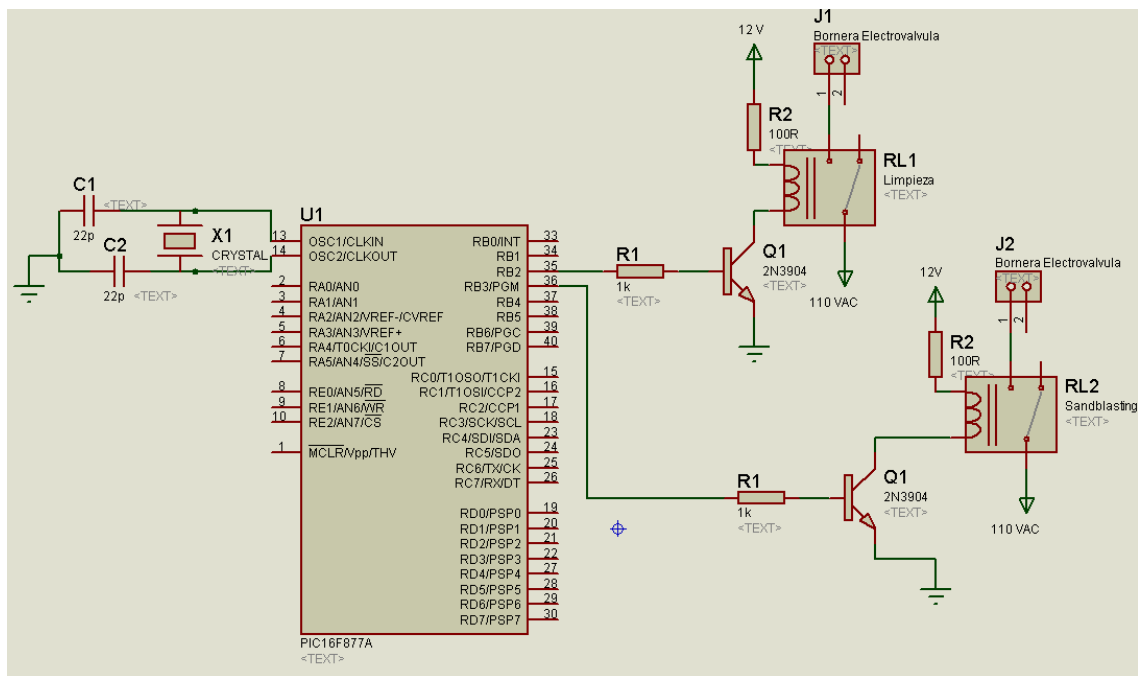 J1
Bornera Electrovalvula
<TEXT>
1
2
12 V
R2
100R
<TEXT>
RL1
Limpieza
<TEXT>
110 VAC
C1
<TEXT>
22p
C2
22p
<TEXT>
X1
CRYSTAL
<TEXT>
U1
13 OSC1/CLKIN
14 OSC2/CLKOUT
2 RA0/AN0
3 RA1/AN1
4 RA2/AN2/VREF-/CVREF
5 RA3/AN3/VREF+
6 RA4/T0CKI/C1OUT
7 RA5/AN4/SS/C2OUT
8 RE0/AN5/RD
9 RE1/AN6/WR
10 RE2/AN7/CS
1 MCLR/Vpp/THV
RB0/INT 33
RB1 34
RB2 35
RB3/PGM 36
RB4 37
RB5 38
RB6/PGC 39
RB7/PGD 40
RC0/T1OSO/T1CKI 15
RC1/T1OSI/CCP2 16
RC2/CCP1 17
RC3/SCK/SCL 18
RC4/SDI/SDA 23
RC5/SDO 24
RC6/TX/CK 25
RC7/RX/DT 26
RD0/PSP0 19
RD1/PSP1 20
RD2/PSP2 21
RD3/PSP3 22
RD4/PSP4 27
RD5/PSP5 28
RD6/PSP6 29
RD7/PSP7 30
PIC16F877A
<TEXT>
R1
1k
<TEXT>
Q1
2N3904
<TEXT>
J2
Bornera Electrovalvula
<TEXT>
1
2
12V
R2
100R
<TEXT>
RL2
Sandblasting
<TEXT>
110 VAC
R1
1k
<TEXT>
Q1
2N3904
<TEXT>